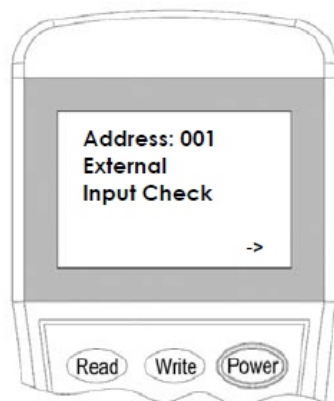 Address: 001
External
Input Check
->
Read Write Power